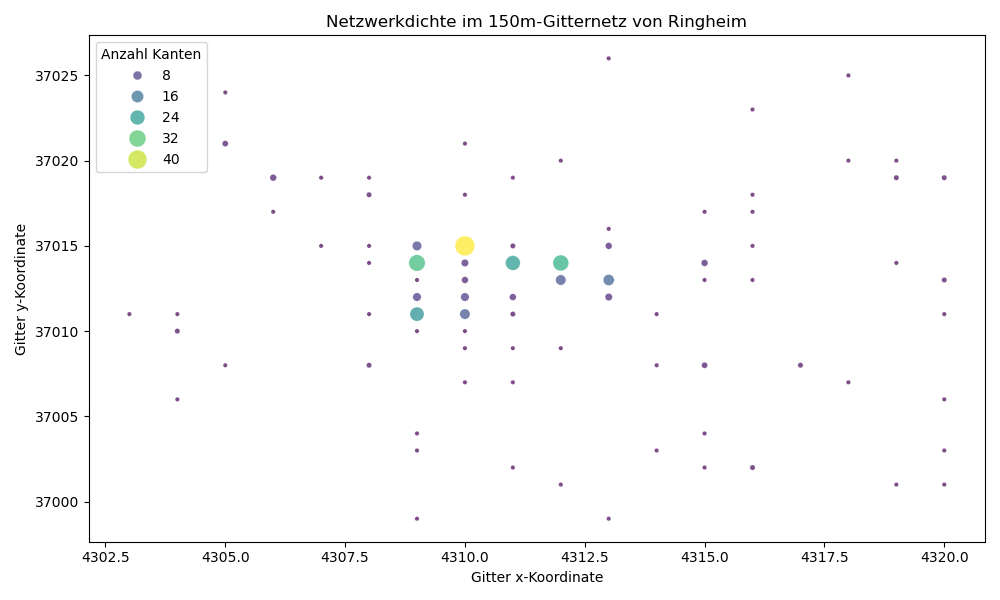 Netzwerkdichte im 150m-Gitternetz von Ringheim
Anzahl Kanten
8
16
24
32
40
Gitter y-Koordinate
37025
37020
37015
37010
37005
37000
4302.5 4305.0 4307.5 4310.0 4312.5 4315.0 4317.5 4320.0
Gitter x-Koordinate